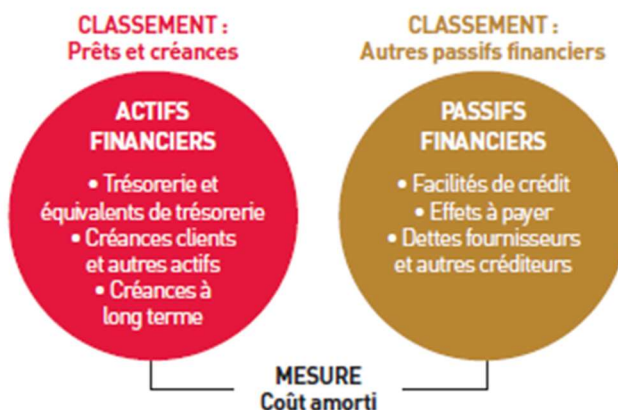 CLASSEMENT :
Prêts et créances
ACTIFS
FINANCIERS
• Trésorerie et
équivalents de trésorerie
• Créances clients
et autres actifs
• Créances à
long terme
CLASSEMENT :
Autres passifs financiers
PASSIFS
FINANCIERS
• Facilités de crédit
• Effets à payer
• Dettes fournisseurs
et autres créditeurs
MESURE
Coût amorti